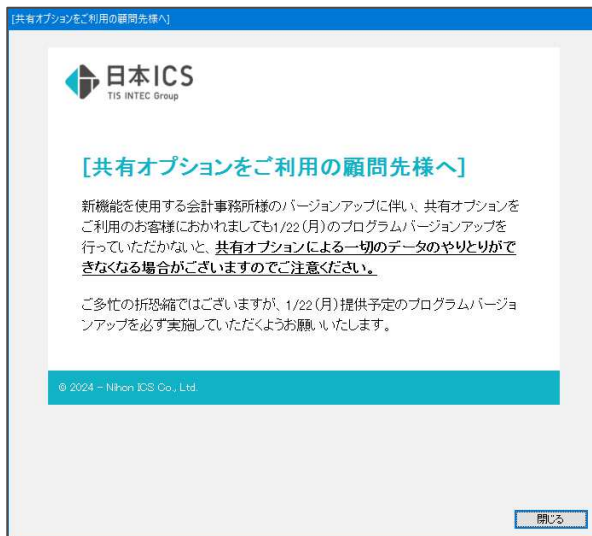 [共有オプションをご利用の顧問先様へ]
日本ICS
TIS INTEC Group
[共有オプションをご利用の顧問先様へ]
新機能を使用する会計事務所様のバージョンアップに伴い、共有オプションを
ご利用のお客様におかれましても1/22(月)のプログラムバージョンアップを
行っていただかないと、共有オプションによる一切のデータのやりとりがで
きなくなる場合がございますのでご注意ください。
ご多忙の折恐縮ではございますが、1/22(月)提供予定のプログラムバージョ
ンアップを必ず実施していただくようお願いいたします。
© 2024 - Nihon ICS Co., Ltd.
閉じる